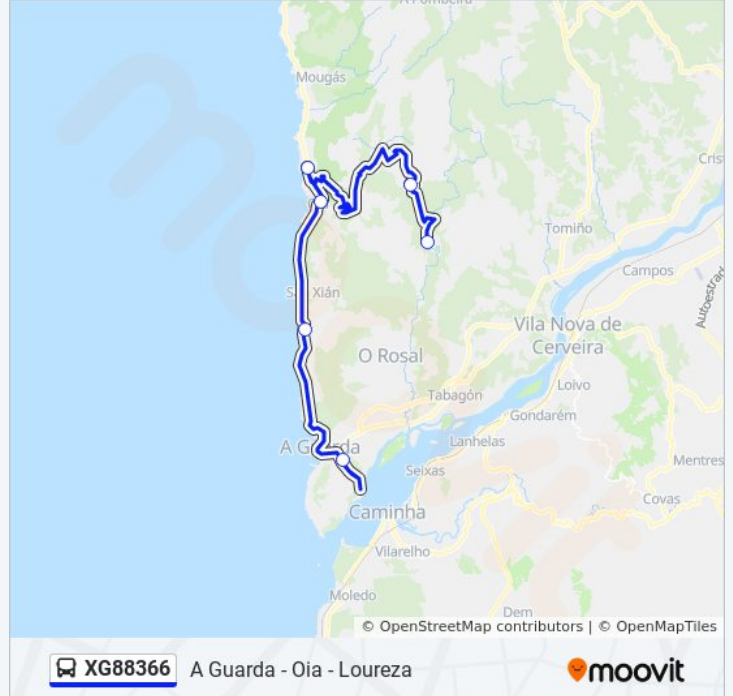 A Pombeira
Mougás
Cris
Tomiño
Campos
Autoestrad
San Xián
Vila Nova de
Cerveira
O Rosal
Loivo
Tabagón
Gondarém
A Guarda
Lanhelas
Mentres
Seixas
Covas
Caminha
Vilarelho
Moledo
Dem
© OpenStreetMap contributors | © OpenMapTiles
XG88366 A Guarda - Oia - Loureza
moovit